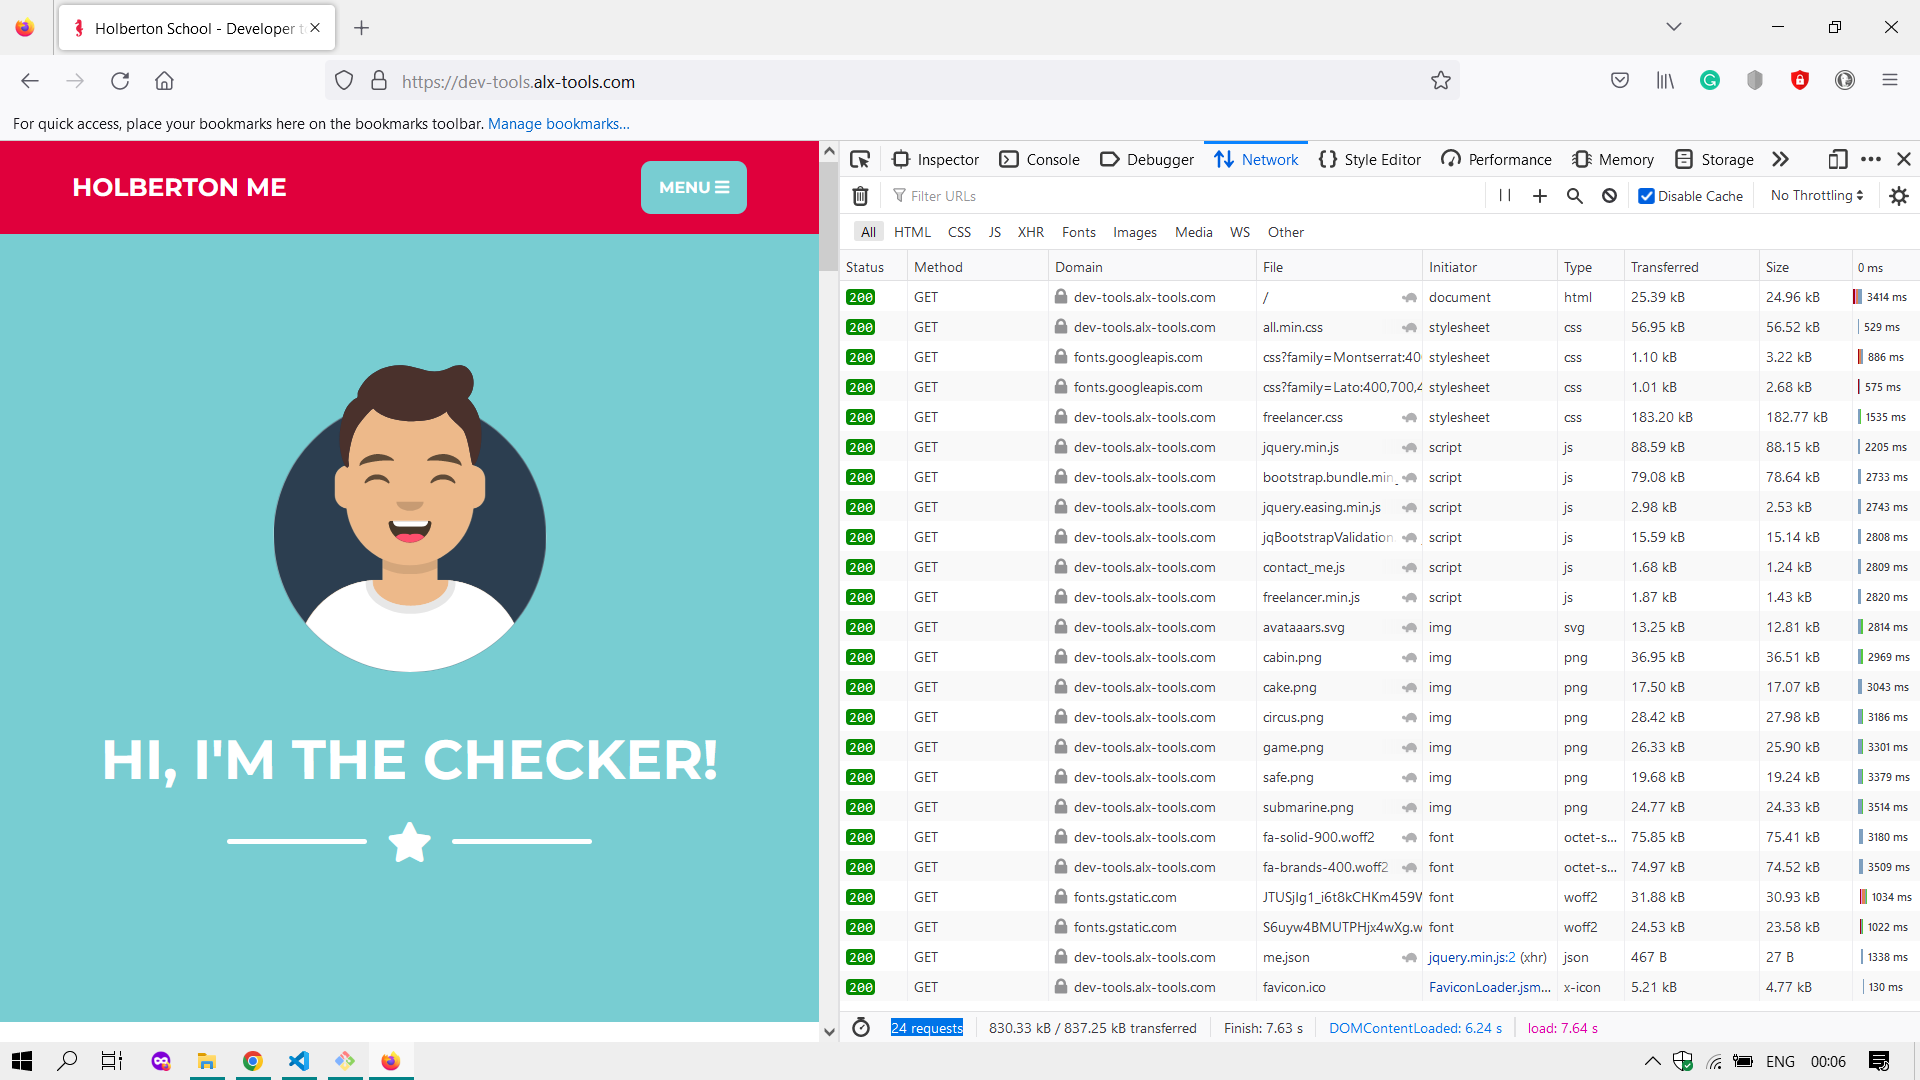 Holberton School - Developer to
https://dev-tools.alx-tools.com
For quick access, place your bookmarks here on the bookmarks toolbar. Manage bookmarks...
HOLBERTON ME
MENU
HI, I'M THE CHECKER!
Inspector Console Debugger Network Style Editor Performance Memory Storage
Filter URLs Disable Cache No Throttling
All HTML CSS JS XHR Fonts Images Media WS Other
Status Method Domain File Initiator Type Transferred Size 0 ms
200 GET dev-tools.alx-tools.com / document html 25.39 kB 24.96 kB 3414 ms
200 GET dev-tools.alx-tools.com all.min.css stylesheet css 56.95 kB 56.52 kB 529 ms
200 GET fonts.googleapis.com css?family=Montserrat:40 stylesheet css 1.10 kB 3.22 kB 886 ms
200 GET fonts.googleapis.com css?family=Lato:400,700,4 stylesheet css 1.01 kB 2.68 kB 575 ms
200 GET dev-tools.alx-tools.com freelancer.css stylesheet css 183.20 kB 182.77 kB 1535 ms
200 GET dev-tools.alx-tools.com jquery.min.js script js 88.59 kB 88.15 kB 2205 ms
200 GET dev-tools.alx-tools.com bootstrap.bundle.min. script js 79.08 kB 78.64 kB 2733 ms
200 GET dev-tools.alx-tools.com jquery.easing.min.js script js 2.98 kB 2.53 kB 2743 ms
200 GET dev-tools.alx-tools.com jqBootstrapValidation script js 15.59 kB 15.14 kB 2808 ms
200 GET dev-tools.alx-tools.com contact_me.js script js 1.68 kB 1.24 kB 2809 ms
200 GET dev-tools.alx-tools.com freelancer.min.js script js 1.87 kB 1.43 kB 2820 ms
200 GET dev-tools.alx-tools.com avataaars.svg img svg 13.25 kB 12.81 kB 2814 ms
200 GET dev-tools.alx-tools.com cabin.png img png 36.95 kB 36.51 kB 2969 ms
200 GET dev-tools.alx-tools.com cake.png img png 17.50 kB 17.07 kB 3043 ms
200 GET dev-tools.alx-tools.com circus.png img png 28.42 kB 27.98 kB 3186 ms
200 GET dev-tools.alx-tools.com game.png img png 26.33 kB 25.90 kB 3301 ms
200 GET dev-tools.alx-tools.com safe.png img png 19.68 kB 19.24 kB 3379 ms
200 GET dev-tools.alx-tools.com submarine.png img png 24.77 kB 24.33 kB 3514 ms
200 GET dev-tools.alx-tools.com fa-solid-900.woff2 font octet-s... 75.85 kB 75.41 kB 3180 ms
200 GET dev-tools.alx-tools.com fa-brands-400.woff2 font octet-s... 74.97 kB 74.52 kB 3509 ms
200 GET fonts.gstatic.com JTUSjIg1_i6t8kCHKm459W font woff2 31.88 kB 30.93 kB 1034 ms
200 GET fonts.gstatic.com S6uyw4BMUTPHjx4wXg.w font woff2 24.53 kB 23.58 kB 1022 ms
200 GET dev-tools.alx-tools.com me.json jquery.min.js:2 (xhr) json 467 B 27 B 1338 ms
200 GET dev-tools.alx-tools.com favicon.ico FaviconLoader.jsm... x-icon 5.21 kB 4.77 kB 130 ms
24 requests 830.33 kB / 837.25 kB transferred Finish: 7.63 s DOMContentLoaded: 6.24 s load: 7.64 s
ENG 00:06